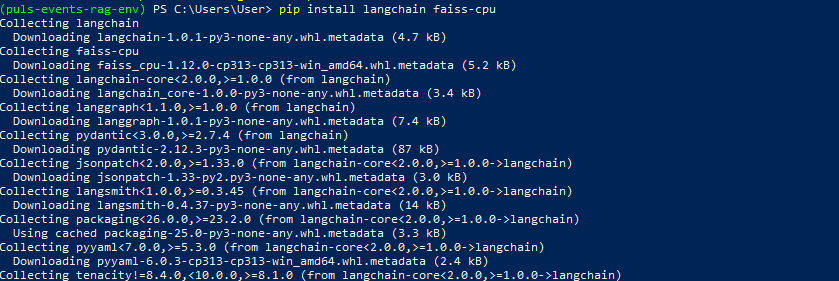 (puls-events-rag-env) PS C:\Users\User> pip install langchain faiss-cpu
Collecting langchain
  Downloading langchain-1.0.1-py3-none-any.whl.metadata (4.7 kB)
Collecting faiss-cpu
  Downloading faiss_cpu-1.12.0-cp313-cp313-win_amd64.whl.metadata (5.2 kB)
Collecting langchain-core<2.0.0,>=1.0.0 (from langchain)
  Downloading langchain_core-1.0.0-py3-none-any.whl.metadata (3.4 kB)
Collecting langgraph<1.1.0,>=1.0.0 (from langchain)
  Downloading langgraph-1.0.1-py3-none-any.whl.metadata (7.4 kB)
Collecting pydantic<3.0.0,>=2.7.4 (from langchain)
  Downloading pydantic-2.12.3-py3-none-any.whl.metadata (87 kB)
Collecting jsonpatch<2.0.0,>=1.33.0 (from langchain-core<2.0.0,>=1.0.0->langchain)
  Downloading jsonpatch-1.33-py2.py3-none-any.whl.metadata (3.0 kB)
Collecting langsmith<1.0.0,>=0.3.45 (from langchain-core<2.0.0,>=1.0.0->langchain)
  Downloading langsmith-0.4.37-py3-none-any.whl.metadata (14 kB)
Collecting packaging<26.0.0,>=23.2.0 (from langchain-core<2.0.0,>=1.0.0->langchain)
  Using cached packaging-25.0-py3-none-any.whl.metadata (3.3 kB)
Collecting pyyaml<7.0.0,>=5.3.0 (from langchain-core<2.0.0,>=1.0.0->langchain)
  Downloading pyyaml-6.0.3-cp313-cp313-win_amd64.whl.metadata (2.4 kB)
Collecting tenacity!=8.4.0,<10.0.0,>=8.1.0 (from langchain-core<2.0.0,>=1.0.0->langchain)